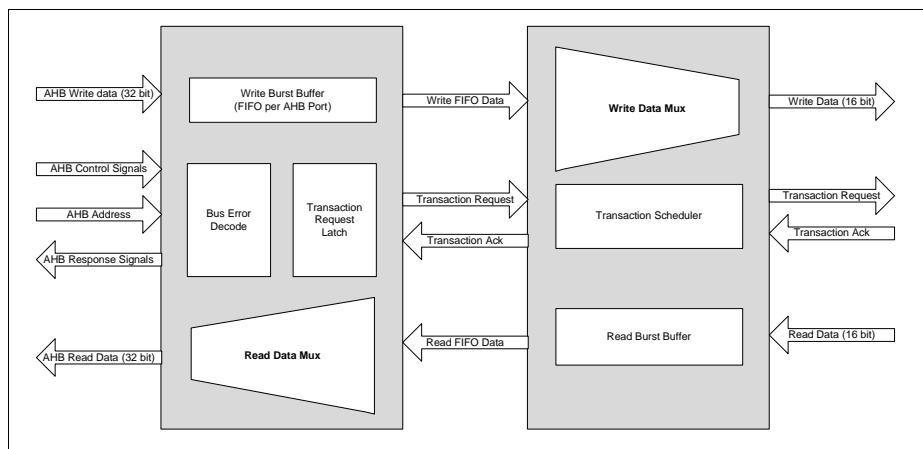 AHB Write data (32 bit)
Write Burst Buffer
(FIFO per AHB Port)
Write FIFO Data
Write Data Mux
Write Data (16 bit)
AHB Control Signals
AHB Address
AHB Response Signals
Bus Error
Decode
Transaction
Request
Latch
Transaction Request
Transaction Ack
Transaction Scheduler
Transaction Request
Transaction Ack
AHB Read Data (32 bit)
Read Data Mux
Read FIFO Data
Read Burst Buffer
Read Data (16 bit)